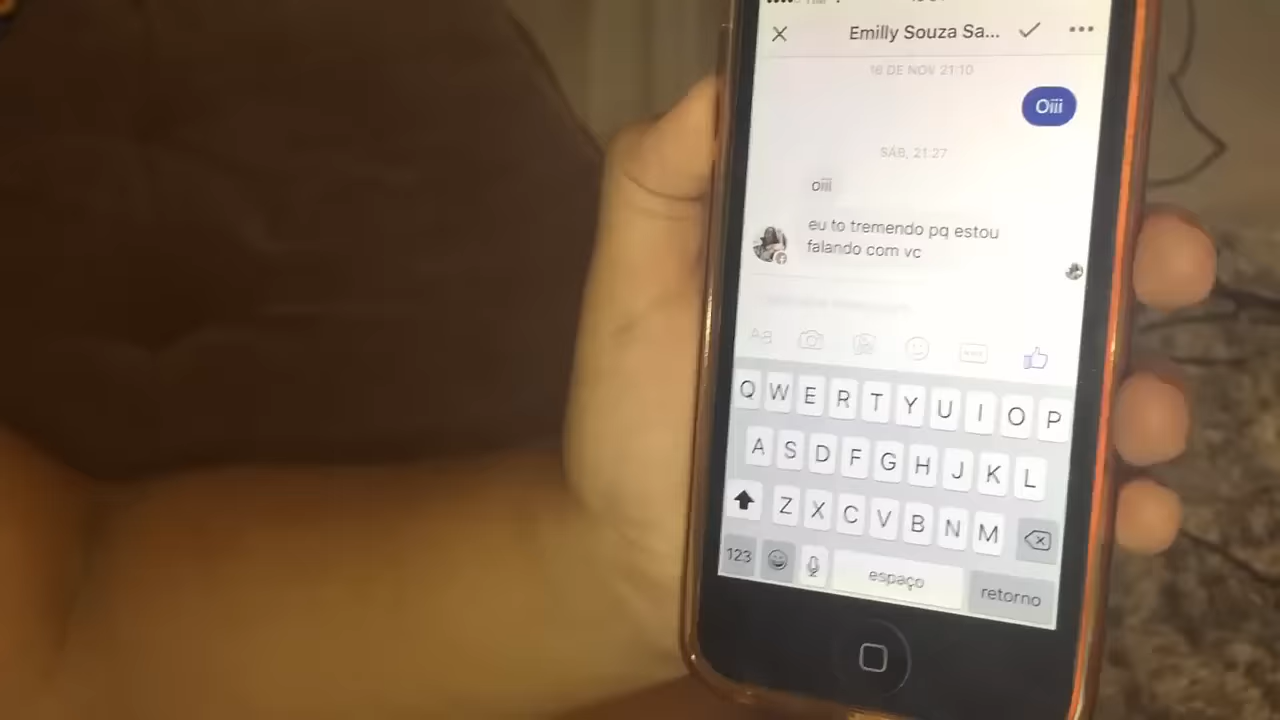 Emilly Souza Sa...
16 DE NOV 21:10
Oiii
SÁB, 21:27
oiii
eu to tremendo pq estou
falando com vc
Aa
Q W E R T Y U I O P
A S D F G H J K L
Z X C V B N M
123 espaço retorno